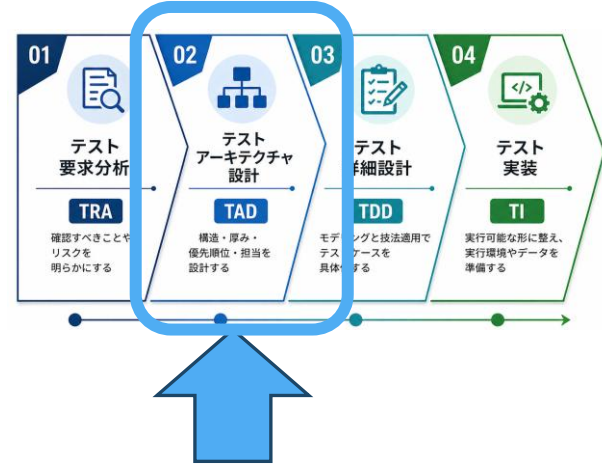 01
テスト
要求分析
TRA
確認すべきことや
リスクを
明らかにする
02
テスト
アーキテクチャ
設計
TAD
構造・厚み・
優先順位・担当を
設計する
03
テスト
詳細設計
TDD
モデリングと技法適用で
テストケースを
具体化する
04
</>
テスト
実装
TI
実行可能な形に整え、
実行環境やデータを
準備する